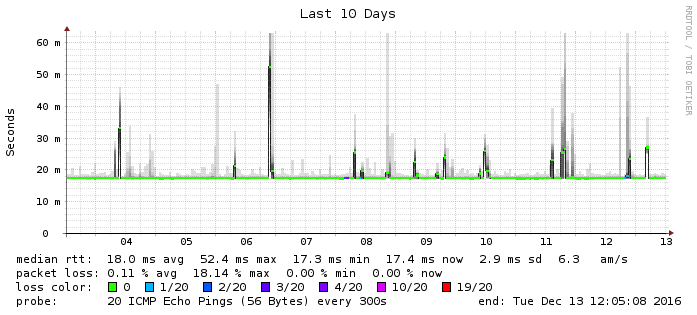 Last 10 Days
RRDTOOL / TOBI OETIKER
Seconds
60 m
50 m
40 m
30 m
20 m
10 m
0
04 05 06 07 08 09 10 11 12 13
median rtt: 18.0 ms avg 52.4 ms max 17.3 ms min 17.4 ms now 2.9 ms sd 6.3 am/s
packet loss: 0.11 % avg 18.14 % max 0.00 % min 0.00 % now
loss color: 0 1/20 2/20 3/20 4/20 10/20 19/20
probe: 20 ICMP Echo Pings (56 Bytes) every 300s end: Tue Dec 13 12:05:08 2016